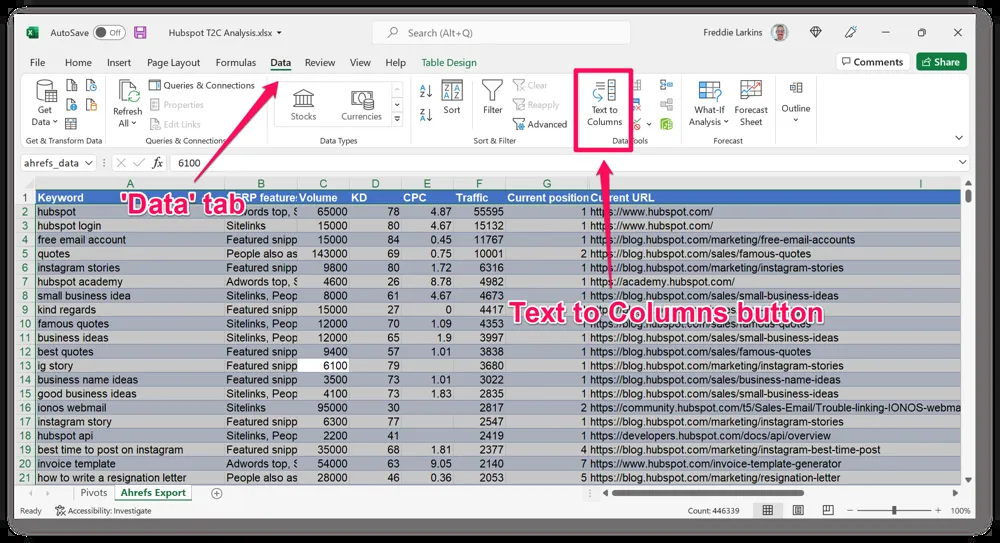 AutoSave Off Hubspot T2C Analysis.xlsx Search (Alt+Q) Freddie Larkins
File Home Insert Page Layout Formulas Data Review View Help Table Design Comments Share
Get Data Refresh All Queries & Connections Properties Edit Links Stocks Currencies Sort Filter Clear Reapply Advanced Text to Columns What-If Analysis Forecast Sheet Outline
Get & Transform Data Queries & Connections Data Types Sort & Filter Data Tools Forecast
ahrefs_data fx 6100
A B C D E F G I
1 Keyword SERP features Volume KD CPC Traffic Current position Current URL
'Data' tab
2 hubspot Adwords top, S 65000 78 4.87 55595 1 https://www.hubspot.com/
3 hubspot login Sitelinks 15000 80 4.67 15132 1 https://www.hubspot.com/
4 free email account Featured snipp 15000 84 0.45 11767 1 https://blog.hubspot.com/marketing/free-email-accounts
5 quotes People also as 143000 69 0.75 10001 2 https://blog.hubspot.com/sales/famous-quotes
6 instagram stories Featured snipp 9800 80 1.72 6316 1 https://blog.hubspot.com/marketing/instagram-stories
7 hubspot academy Adwords top, S 4600 26 8.78 4982 1 https://academy.hubspot.com/
8 small business idea Sitelinks, Peop 8000 61 4.67 4673 1 https://blog.hubspot.com/sales/small-business-ideas
9 kind regards Featured snipp 15000 27 0 4417
Text to Columns button
10 famous quotes Sitelinks, Peop 12000 70 1.09 4353 1 https://blog.hubspot.com/sales/famous-quotes
11 business ideas Sitelinks, Peop 12000 65 1.9 3997 1 https://blog.hubspot.com/sales/small-business-ideas
12 best quotes Featured snipp 9400 57 1.01 3838 1 https://blog.hubspot.com/sales/famous-quotes
13 ig story Featured snipp 6100 79 3680 1 https://blog.hubspot.com/marketing/instagram-stories
14 business name ideas Featured snipp 3500 73 1.01 3022 1 https://blog.hubspot.com/sales/business-name-ideas
15 good business ideas Sitelinks, Peop 4100 73 1.83 2835 1 https://blog.hubspot.com/sales/small-business-ideas
16 ionos webmail Sitelinks 95000 30 2817 2 https://community.hubspot.com/t5/Sales-Email/Trouble-linking-IONOS-webma
17 instagram story Featured snipp 6300 77 2547 1 https://blog.hubspot.com/marketing/instagram-stories
18 hubspot api Sitelinks, Peop 2200 41 2419 1 https://developers.hubspot.com/docs/api/overview
19 best time to post on instagram Featured snipp 35000 68 1.81 2377 4 https://blog.hubspot.com/marketing/instagram-best-time-post
20 invoice template Adwords top, S 54000 63 9.05 2140 7 https://www.hubspot.com/invoice-template-generator
21 how to write a resignation letter People also as 28000 46 0.36 2053 5 https://blog.hubspot.com/marketing/resignation-letter
Pivots Ahrefs Export
Ready Accessibility: Investigate Count: 446339 100%